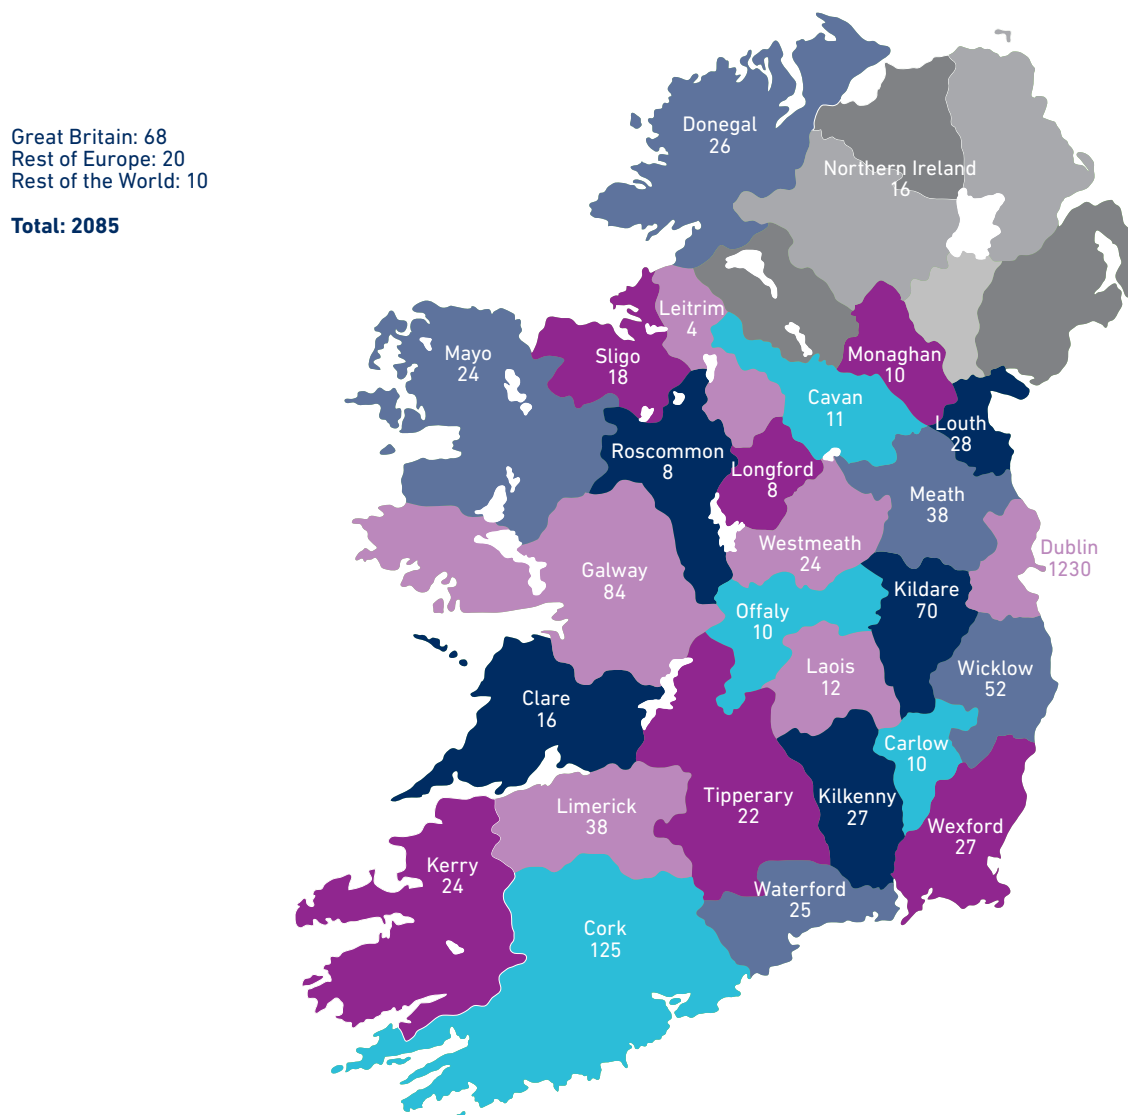 Great Britain: 68
Rest of Europe: 20
Rest of the World: 10
Total: 2085
Donegal
26
Northern Ireland
16
Leitrim
4
Mayo
24
Sligo
18
Monaghan
10
Cavan
11
Louth
28
Roscommon
8
Longford
8
Meath
38
Westmeath
24
Dublin
1230
Galway
84
Kildare
70
Offaly
10
Laois
12
Wicklow
52
Clare
16
Carlow
10
Limerick
38
Tipperary
22
Kilkenny
27
Wexford
27
Kerry
24
Waterford
25
Cork
125